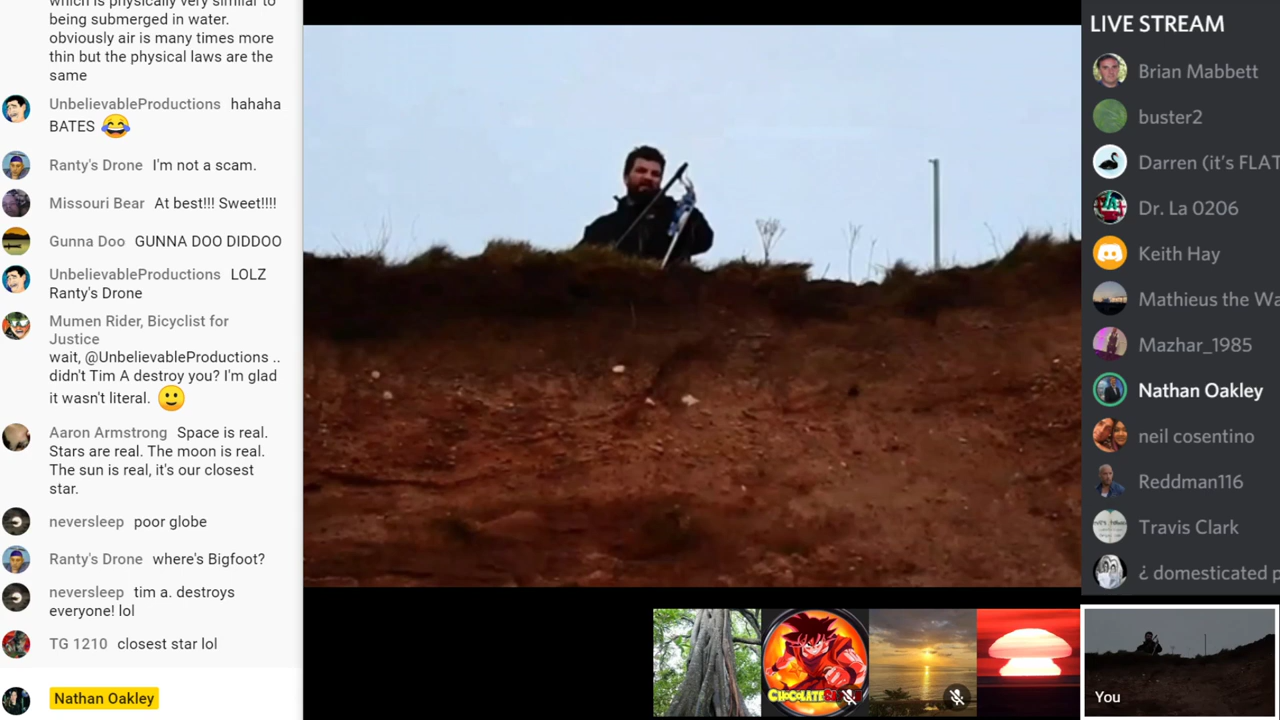 which is physically very similar to
being submerged in water.
obviously air is many times more
thin but the physical laws are the
same
UnbelievableProductions hahaha
BATES 😂
Ranty's Drone I'm not a scam.
Missouri Bear At best!!! Sweet!!!!
Gunna Doo GUNNA DOO DIDDOO
UnbelievableProductions LOLZ
Ranty's Drone
Mumen Rider, Bicyclist for
Justice
wait, @UnbelievableProductions ..
didn't Tim A destroy you? I'm glad
it wasn't literal. 🙂
Aaron Armstrong Space is real.
Stars are real. The moon is real.
The sun is real, it's our closest
star.
neversleep poor globe
Ranty's Drone where's Bigfoot?
neversleep tim a. destroys
everyone! lol
TG 1210 closest star lol
Nathan Oakley
LIVE STREAM
Brian Mabbett
buster2
Darren (it's FLAT
Dr. La 0206
Keith Hay
Mathieus the Wa
Mazhar_1985
Nathan Oakley
neil cosentino
Reddman116
Travis Clark
¿ domesticated p
You